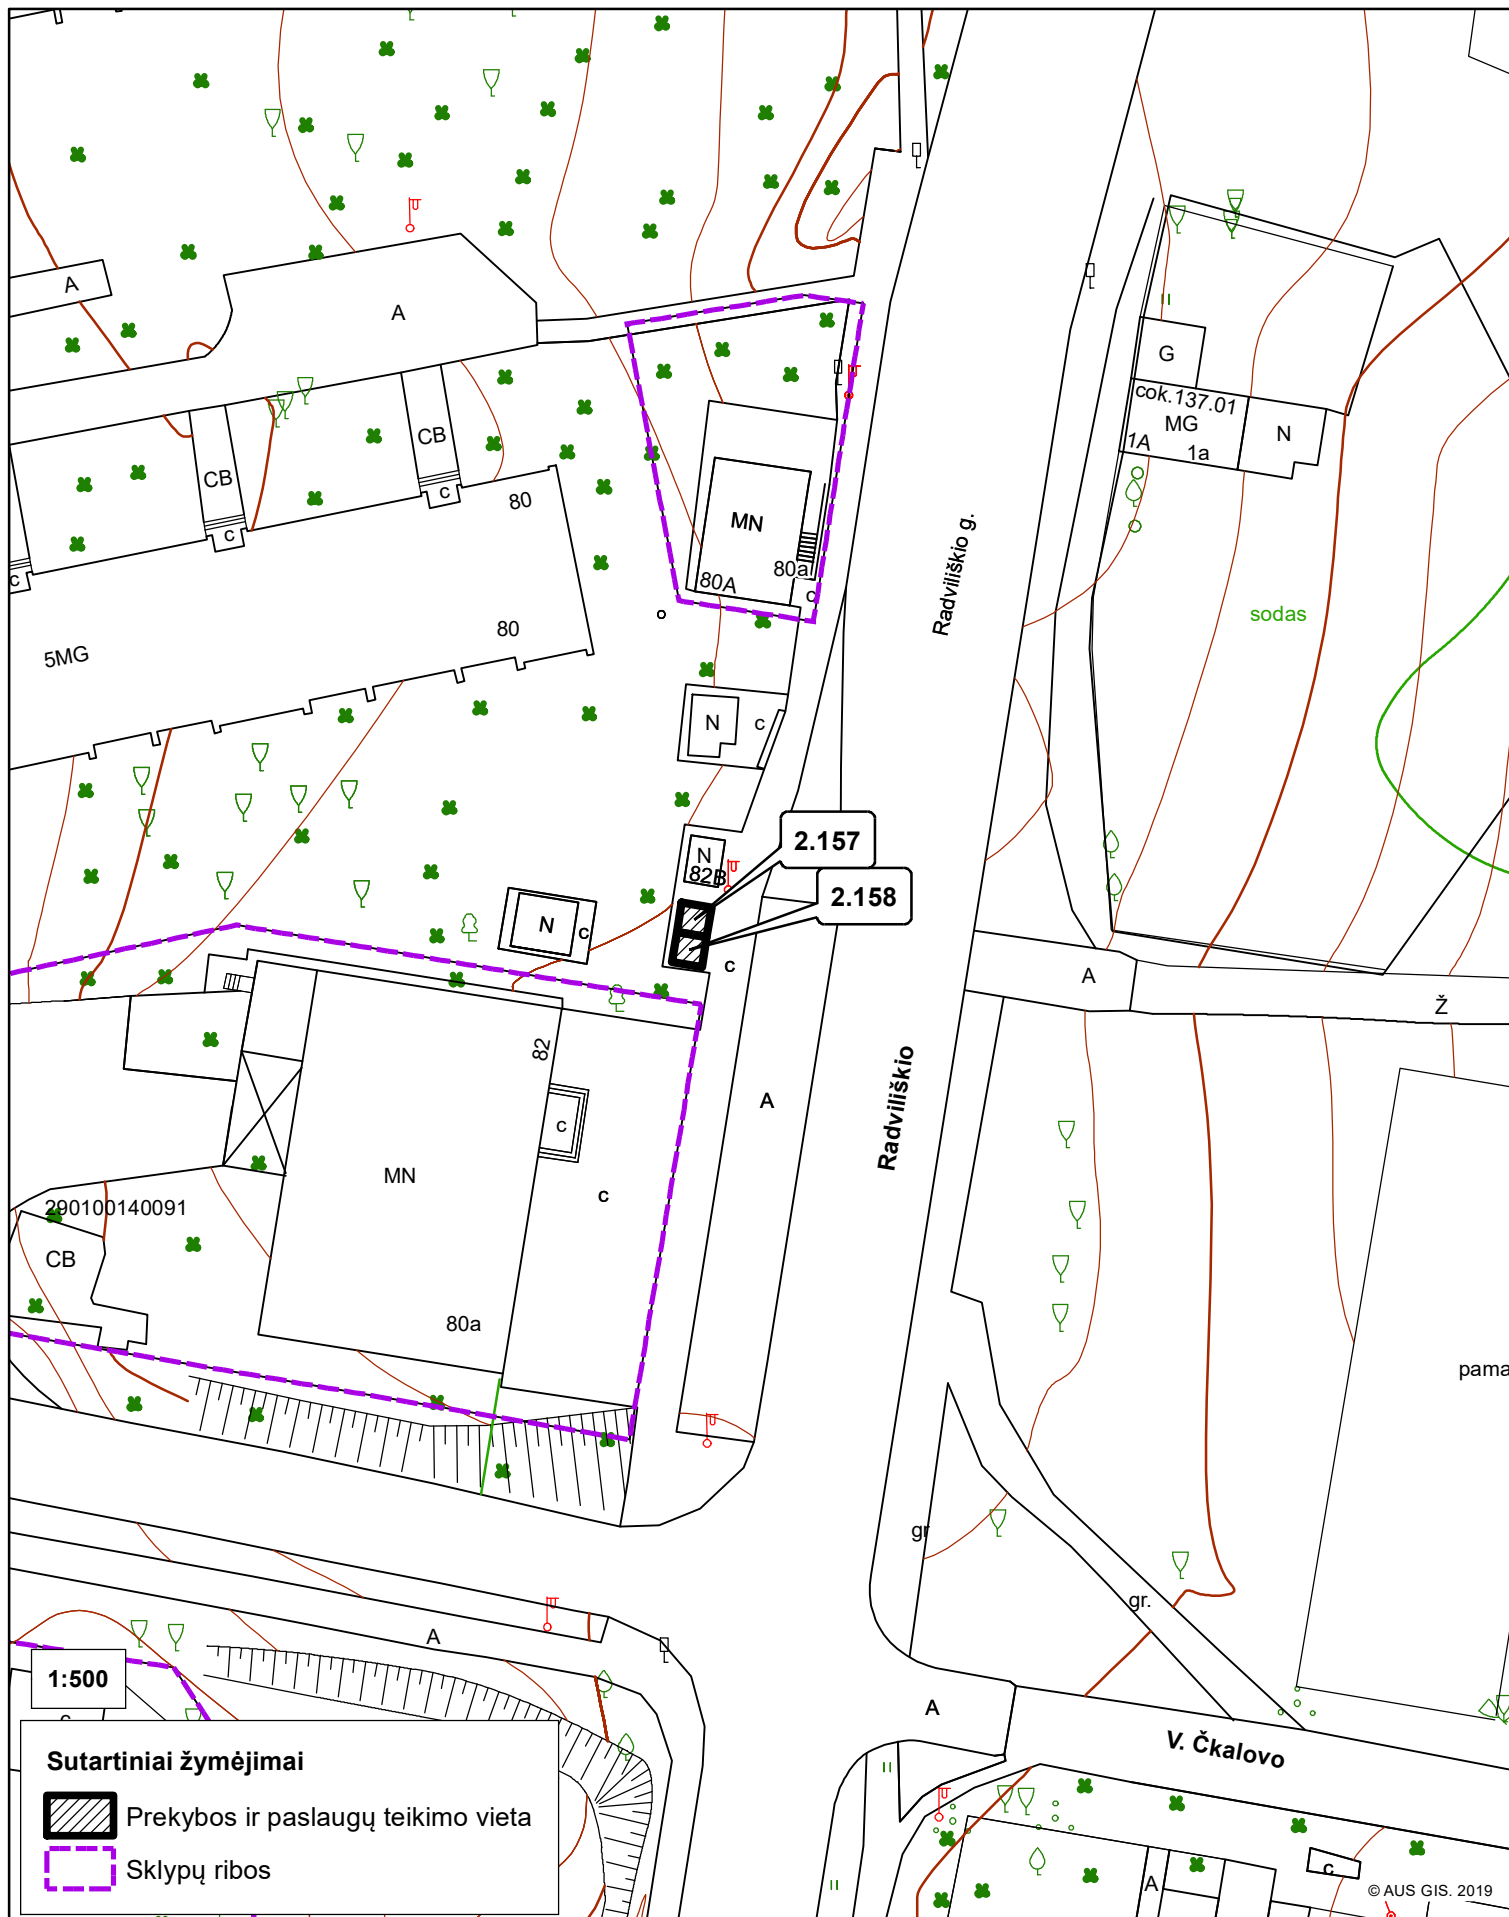 A
A
CB
c
CB
c
c
80
80
5MG
MN
80A
80a
c
N
c
Radviliškio g.
G
cok.137.01
MG
1A
1a
N
sodas
2.157
N
82B
2.158
N
c
c
A
Ž
82
c
MN
c
A
Radviliškio
290100140091
CB
80a
pama
gr
gr.
A
1:500
c
A
V. Čkalovo
Sutartiniai žymėjimai
Prekybos ir paslaugų teikimo vieta
Sklypų ribos
A
c
© AUS GIS. 2019